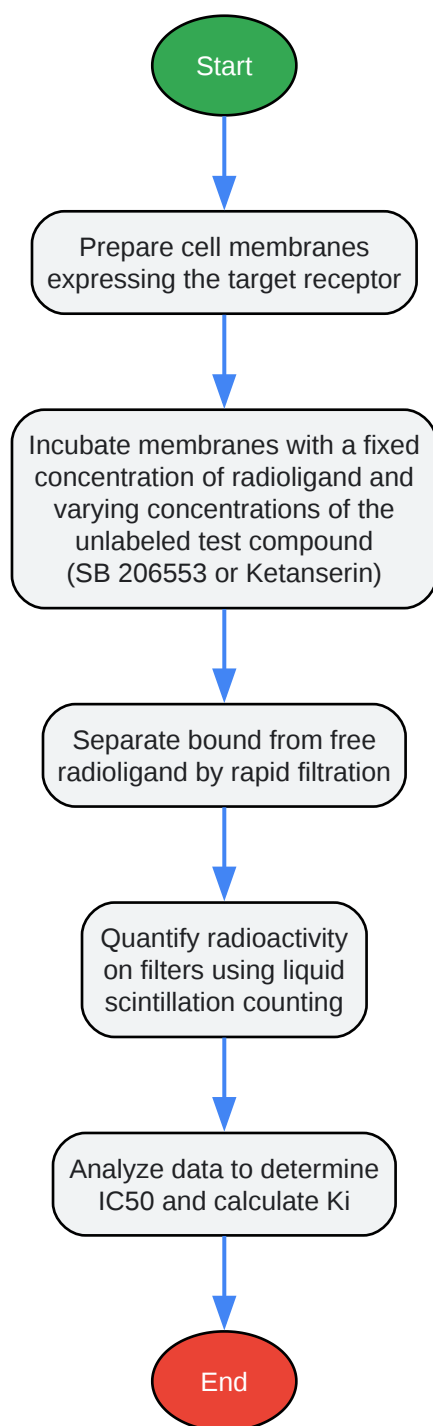 Start
Prepare cell membranes
expressing the target receptor
Incubate membranes with a fixed
concentration of radioligand and
varying concentrations of the
unlabeled test compound
(SB 206553 or Ketanserin)
Separate bound from free
radioligand by rapid filtration
Quantify radioactivity
on filters using liquid
scintillation counting
Analyze data to determine
IC50 and calculate Ki
End